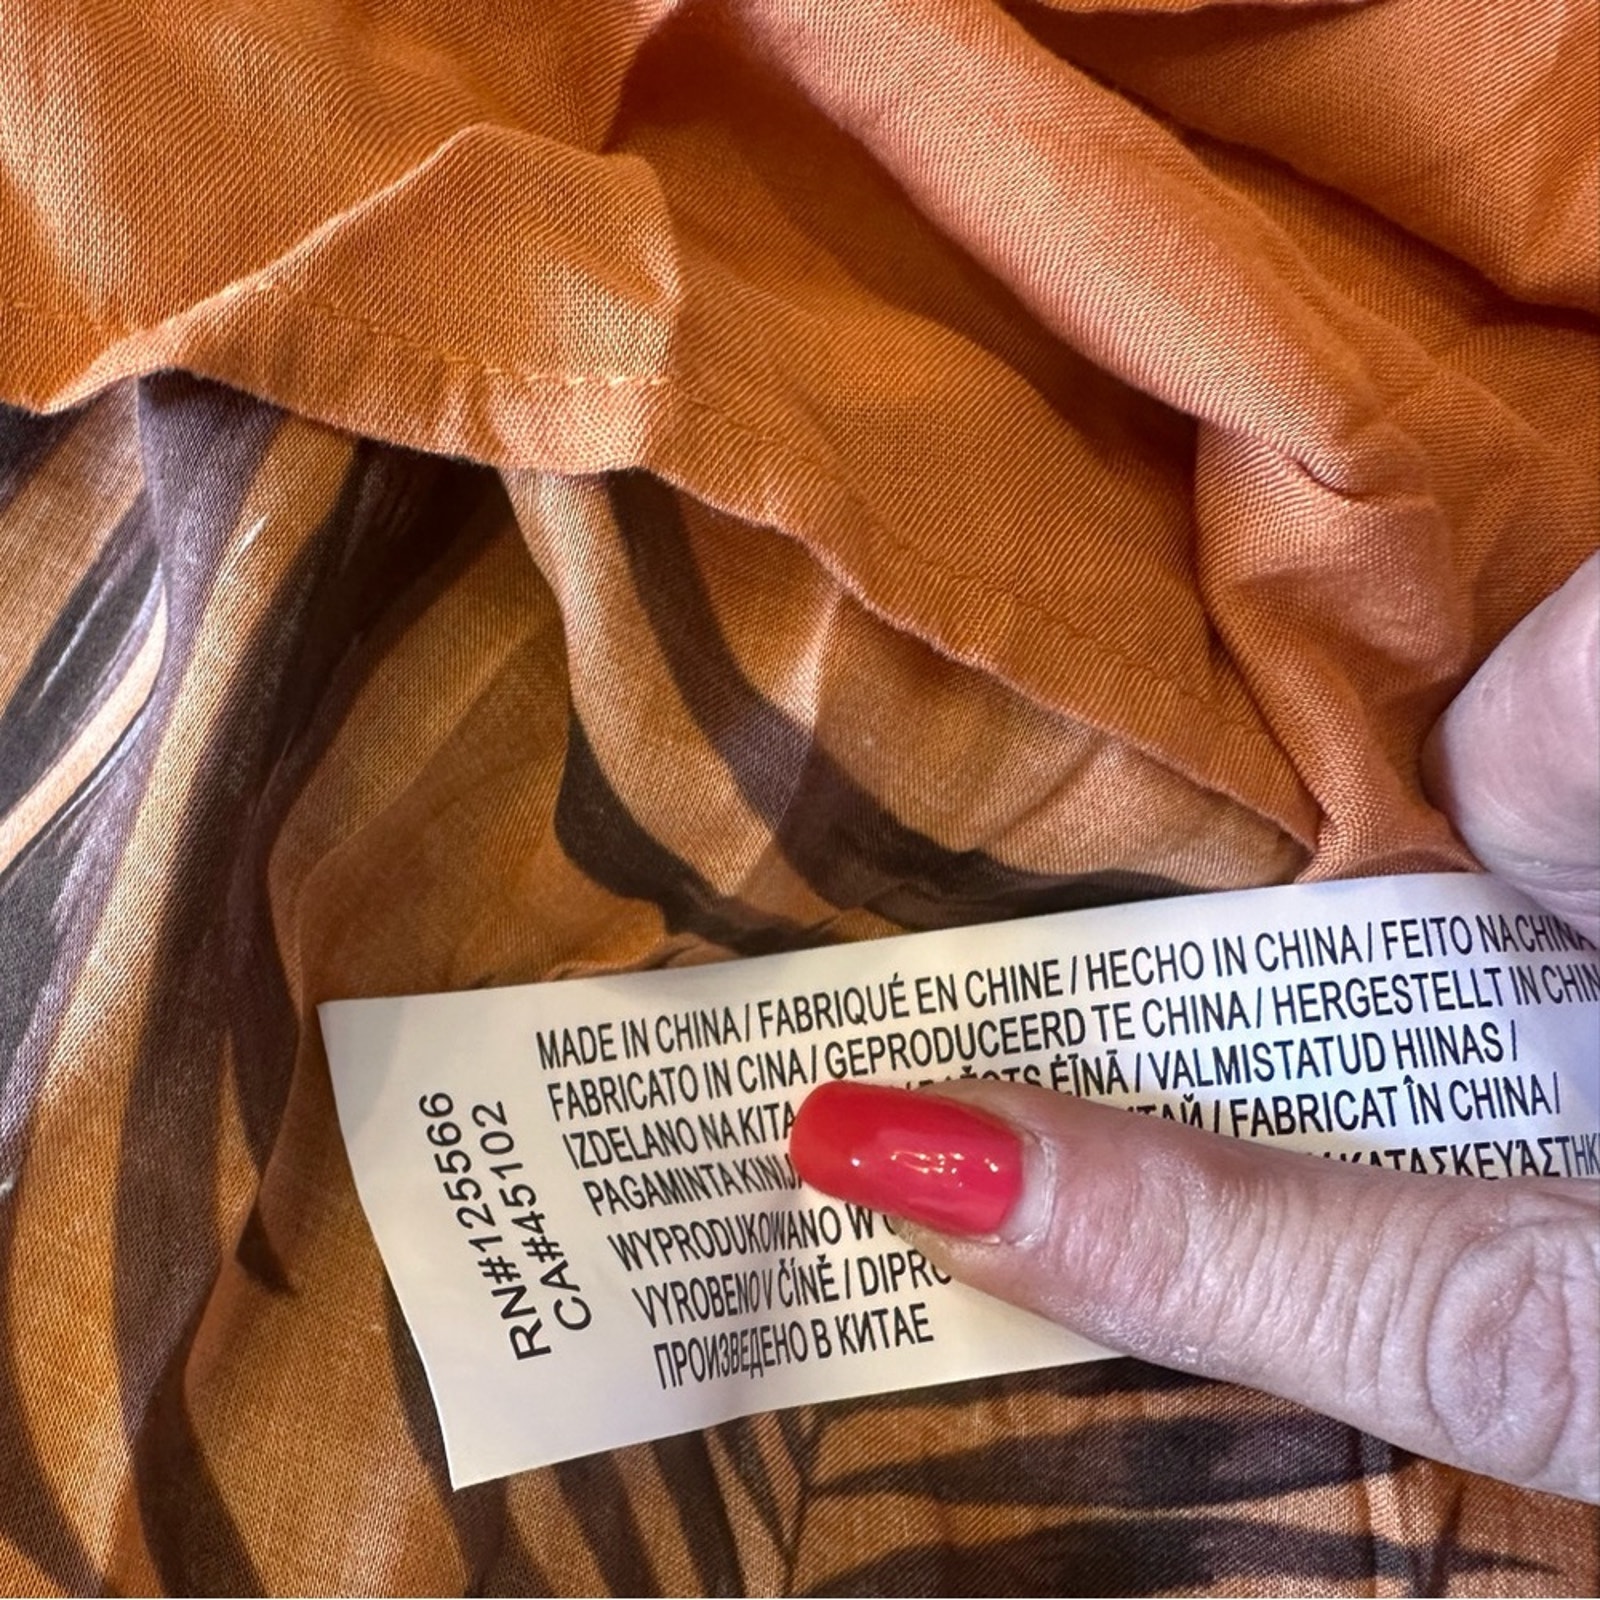 RN#125566
CA#45102
MADE IN CHINA / FABRIQUÉ EN CHINE / HECHO IN CHINA / FEITO NA CHINA
FABRICATO IN CINA / GEPRODUCEERD TE CHINA / HERGESTELLT IN CHIN
IZDELANO NA KITA ĖĪNĀ / VALMISTATUD HIINAS /
PAGAMINTA KINIJ / FABRICAT ÎN CHINA /
WYPRODUKOWANO W ΚΑΤΑΣΚΕΥΆΣΤΗΚ
VYROBENO V ČÍNĚ / DIPRO
ПРОИЗВЕДЕНО В КИТАЕ